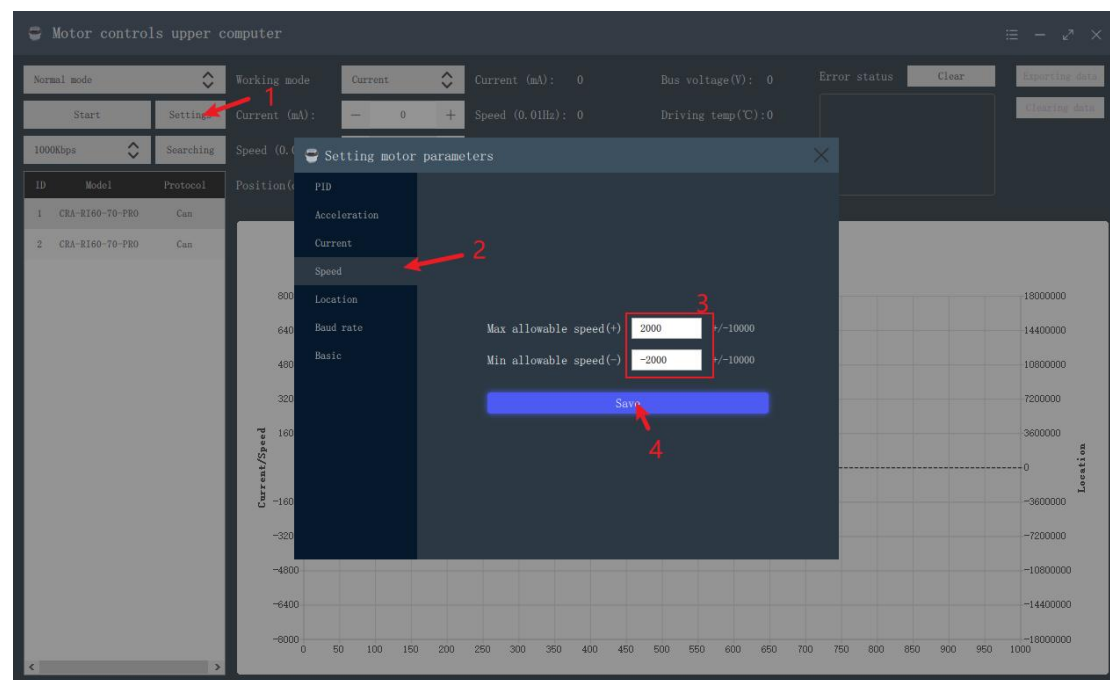 Motor controls upper computer
Normal mode
Working mode
Current
Current (mA): 0
Bus voltage(V): 0
Error status
Clear
Exporting data
1
Start
Settings
Current (mA):
0
Speed (0.01Hz): 0
Driving temp(℃):0
Clearing data
1000Kbps
Searching
Speed (0.
Setting motor parameters
ID Model Protocol
Position(
PID
1 CRA-RI60-70-PRO Can
Acceleration
2 CRA-RI60-70-PRO Can
Current
2
Speed
Location
Baud rate
Basic
3
Max allowable speed(+) 2000 +/-10000
Min allowable speed(-) -2000 +/-10000
Save
4
Current/Speed
800
640
480
320
160
-160
-320
-4800
-6400
-8000
18000000
14400000
10800000
7200000
3600000
0
-3600000
-7200000
-10800000
-14400000
-18000000
Location
0 50 100 150 200 250 300 350 400 450 500 550 600 650 700 750 800 850 900 950 1000